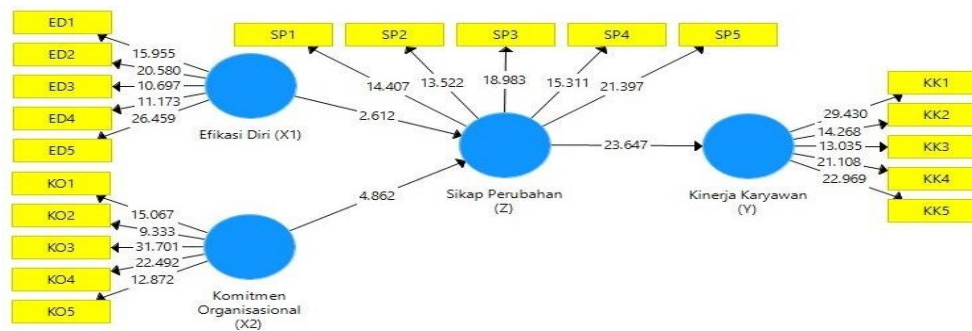 ED1
ED2
ED3
ED4
ED5
15.955
20.580
10.697
11.173
26.459
Efikasi Diri (X1)
SP1
SP2
SP3
SP4
SP5
14.407
13.522
18.983
15.311
21.397
2.612
4.862
Sikap Perubahan
(Z)
23.647
Kinerja Karyawan
(Y)
29.430
14.268
13.035
21.108
22.969
KK1
KK2
KK3
KK4
KK5
KO1
KO2
KO3
KO4
KO5
15.067
9.333
31.701
22.492
12.872
Komitmen
Organisasional
(X2)